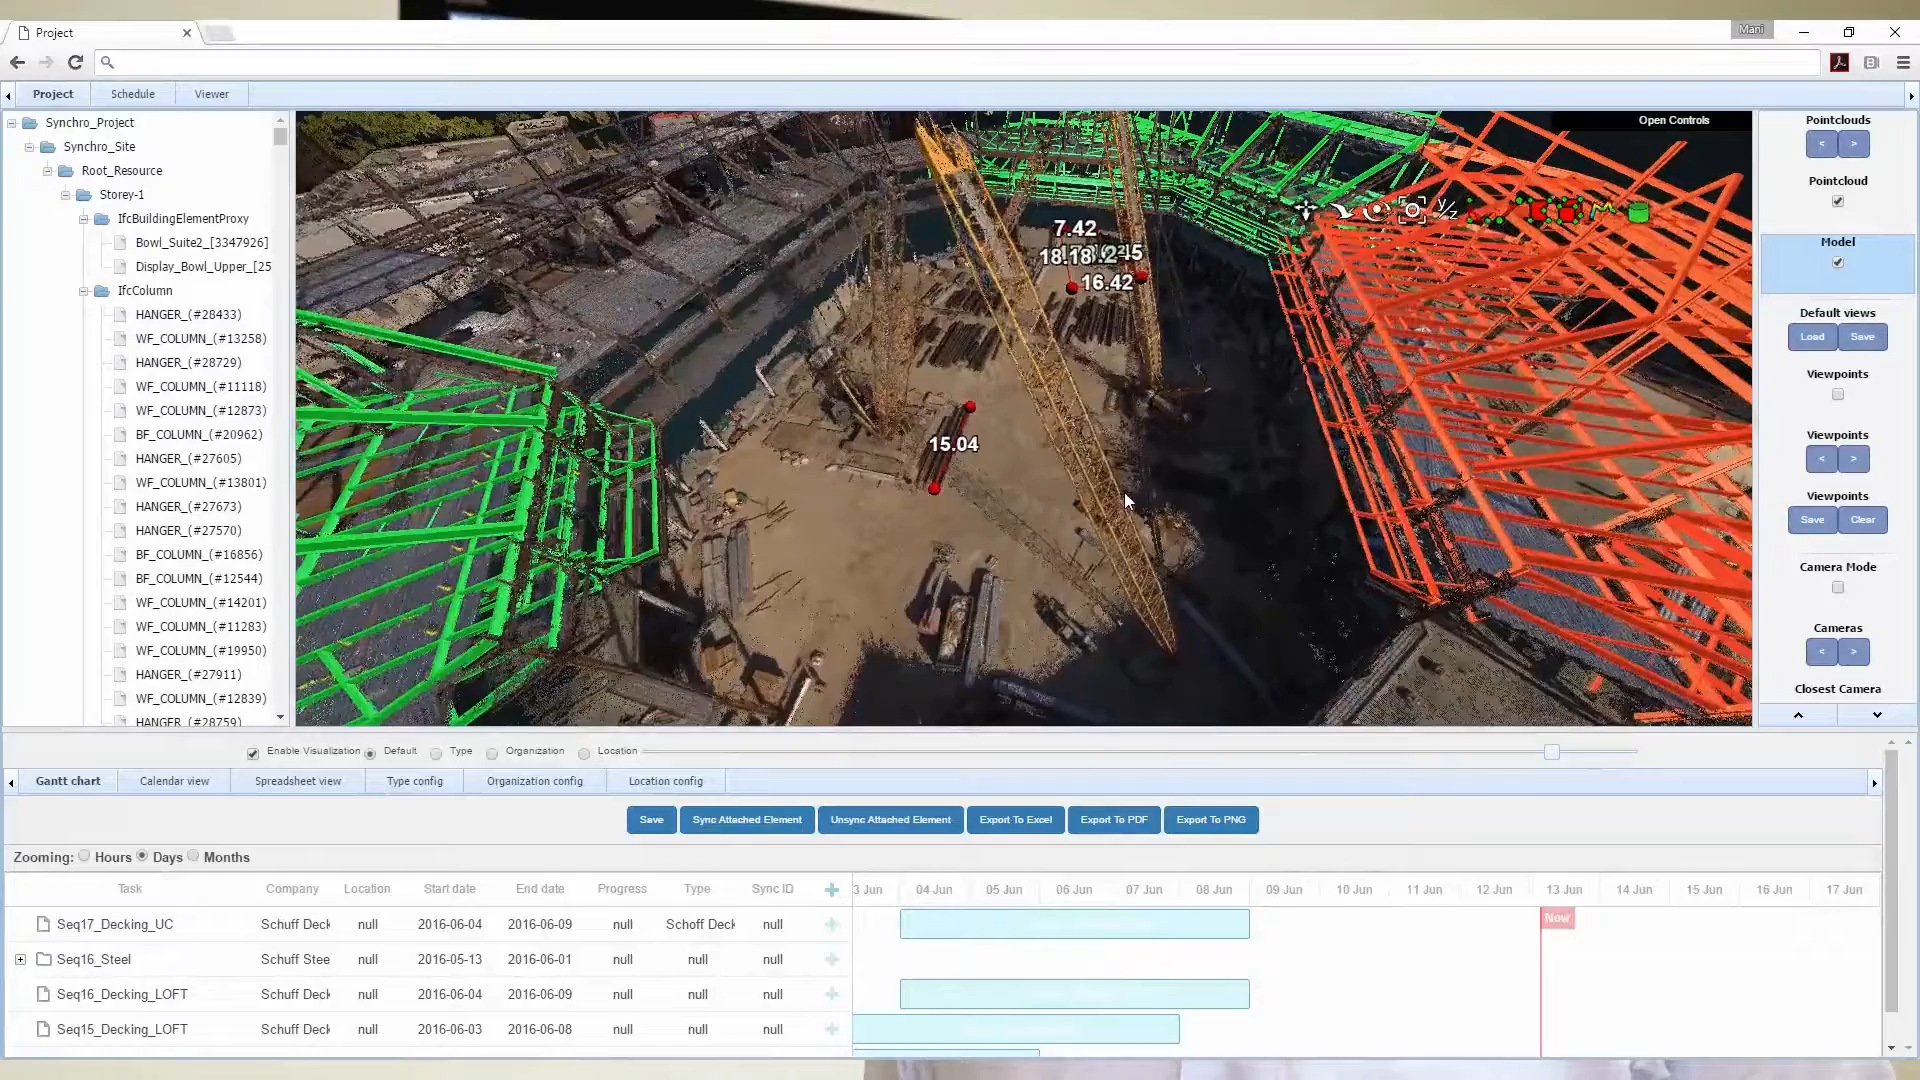 Project
Mani
Project
Schedule
Viewer
Synchro_Project
Synchro_Site
Root_Resource
Storey-1
IfcBuildingElementProxy
Bowl_Suite2_[3347926]
Display_Bowl_Upper_[25
IfcColumn
HANGER_(#28433)
WF_COLUMN_(#13258)
HANGER_(#28729)
WF_COLUMN_(#11118)
WF_COLUMN_(#12873)
BF_COLUMN_(#20962)
HANGER_(#27605)
WF_COLUMN_(#13801)
HANGER_(#27673)
HANGER_(#27570)
BF_COLUMN_(#16856)
BF_COLUMN_(#12544)
WF_COLUMN_(#14201)
WF_COLUMN_(#11283)
WF_COLUMN_(#19950)
HANGER_(#27911)
WF_COLUMN_(#12839)
HANGER_(#28759)
Open Controls
7.42
18.18
16.42
15.04
Pointclouds
< >
Pointcloud
Model
Default views
Load Save
Viewpoints
Viewpoints
< >
Viewpoints
Save Clear
Camera Mode
Cameras
< >
Closest Camera
Enable Visualization Default Type Organization Location
Gantt chart Calendar view Spreadsheet view Type config Organization config Location config
Save Sync Attached Element Unsync Attached Element Export To Excel Export To PDF Export To PNG
Zooming: Hours Days Months
Task Company Location Start date End date Progress Type Sync ID 3 Jun 04 Jun 05 Jun 06 Jun 07 Jun 08 Jun 09 Jun 10 Jun 11 Jun 12 Jun 13 Jun 14 Jun 15 Jun 16 Jun 17 Jun
Now
Seq17_Decking_UC Schuff Deck null 2016-06-04 2016-06-09 null Schoff Deck null
Seq16_Steel Schuff Stee null 2016-05-13 2016-06-01 null null null
Seq16_Decking_LOFT Schuff Deck null 2016-06-04 2016-06-09 null null null
Seq15_Decking_LOFT Schuff Deck null 2016-06-03 2016-06-08 null null null